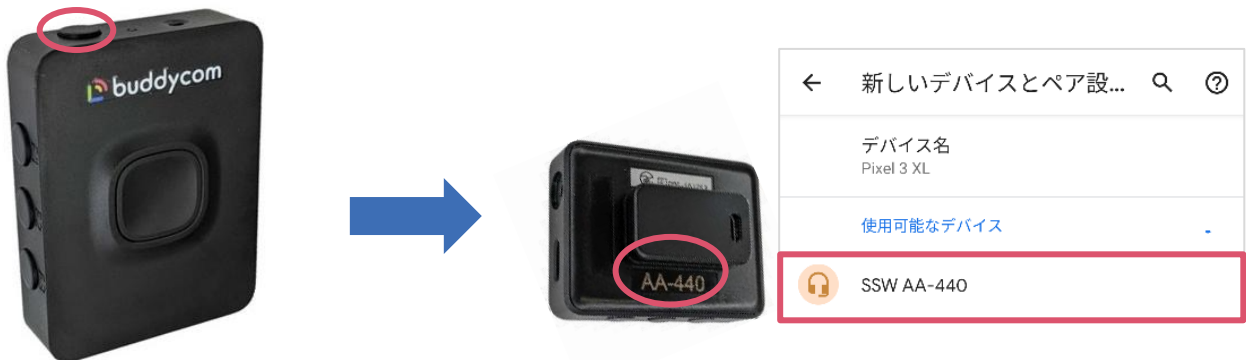 buddycom
AA-440
新しいデバイスとペア設...
デバイス名
Pixel 3 XL
使用可能なデバイス
SSW AA-440